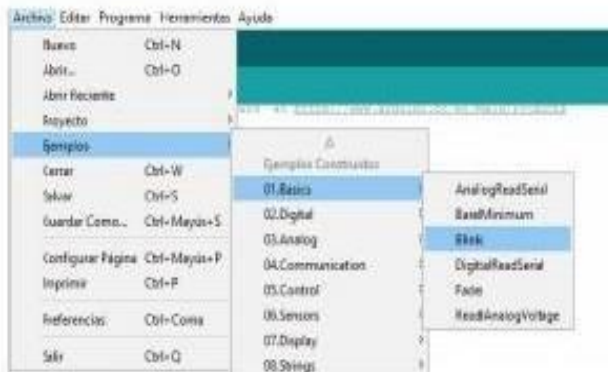 Archivo Editar Programa Herramientas Ayuda
Nuevo Ctrl+N
Abrir... Ctrl+O
Abrir Reciente
Proyecto
Ejemplos
Cerrar Ctrl+W
Salvar Ctrl+S
Guardar Como... Ctrl+Mayús+S
Configurar Página Ctrl+Mayús+P
Imprimir Ctrl+P
Preferencias Ctrl+Coma
Salir Ctrl+Q
Ejemplos Construidos
01.Basics
02.Digital
03.Analog
04.Communication
05.Control
06.Sensors
07.Display
08.Strings
AnalogReadSerial
BareMinimum
Blink
DigitalReadSerial
Fade
ReadAnalogVoltage